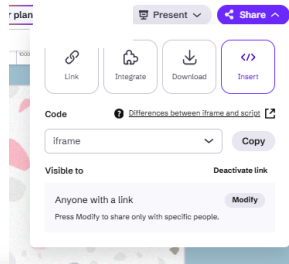 r plan
Present
Share
Link
Integrate
Download
Insert
Code
Differences between iframe and script
iframe
Copy
Visible to
Deactivate link
Anyone with a link
Modify
Press Modify to share only with specific people.